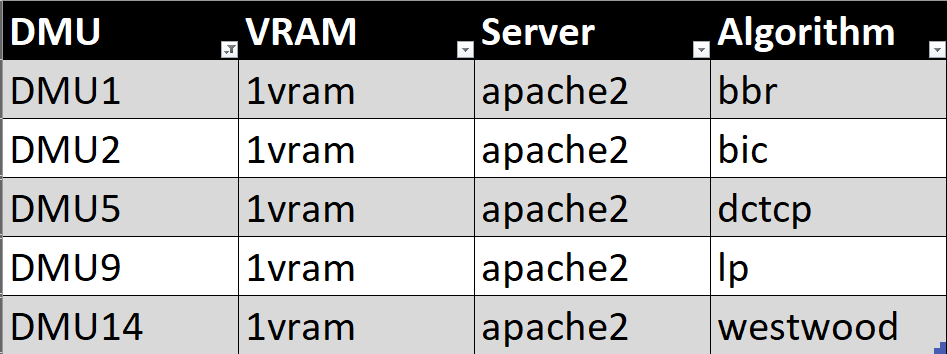 DMU VRAM Server Algorithm
DMU1 1vram apache2 bbr
DMU2 1vram apache2 bic
DMU5 1vram apache2 dctcp
DMU9 1vram apache2 lp
DMU14 1vram apache2 westwood